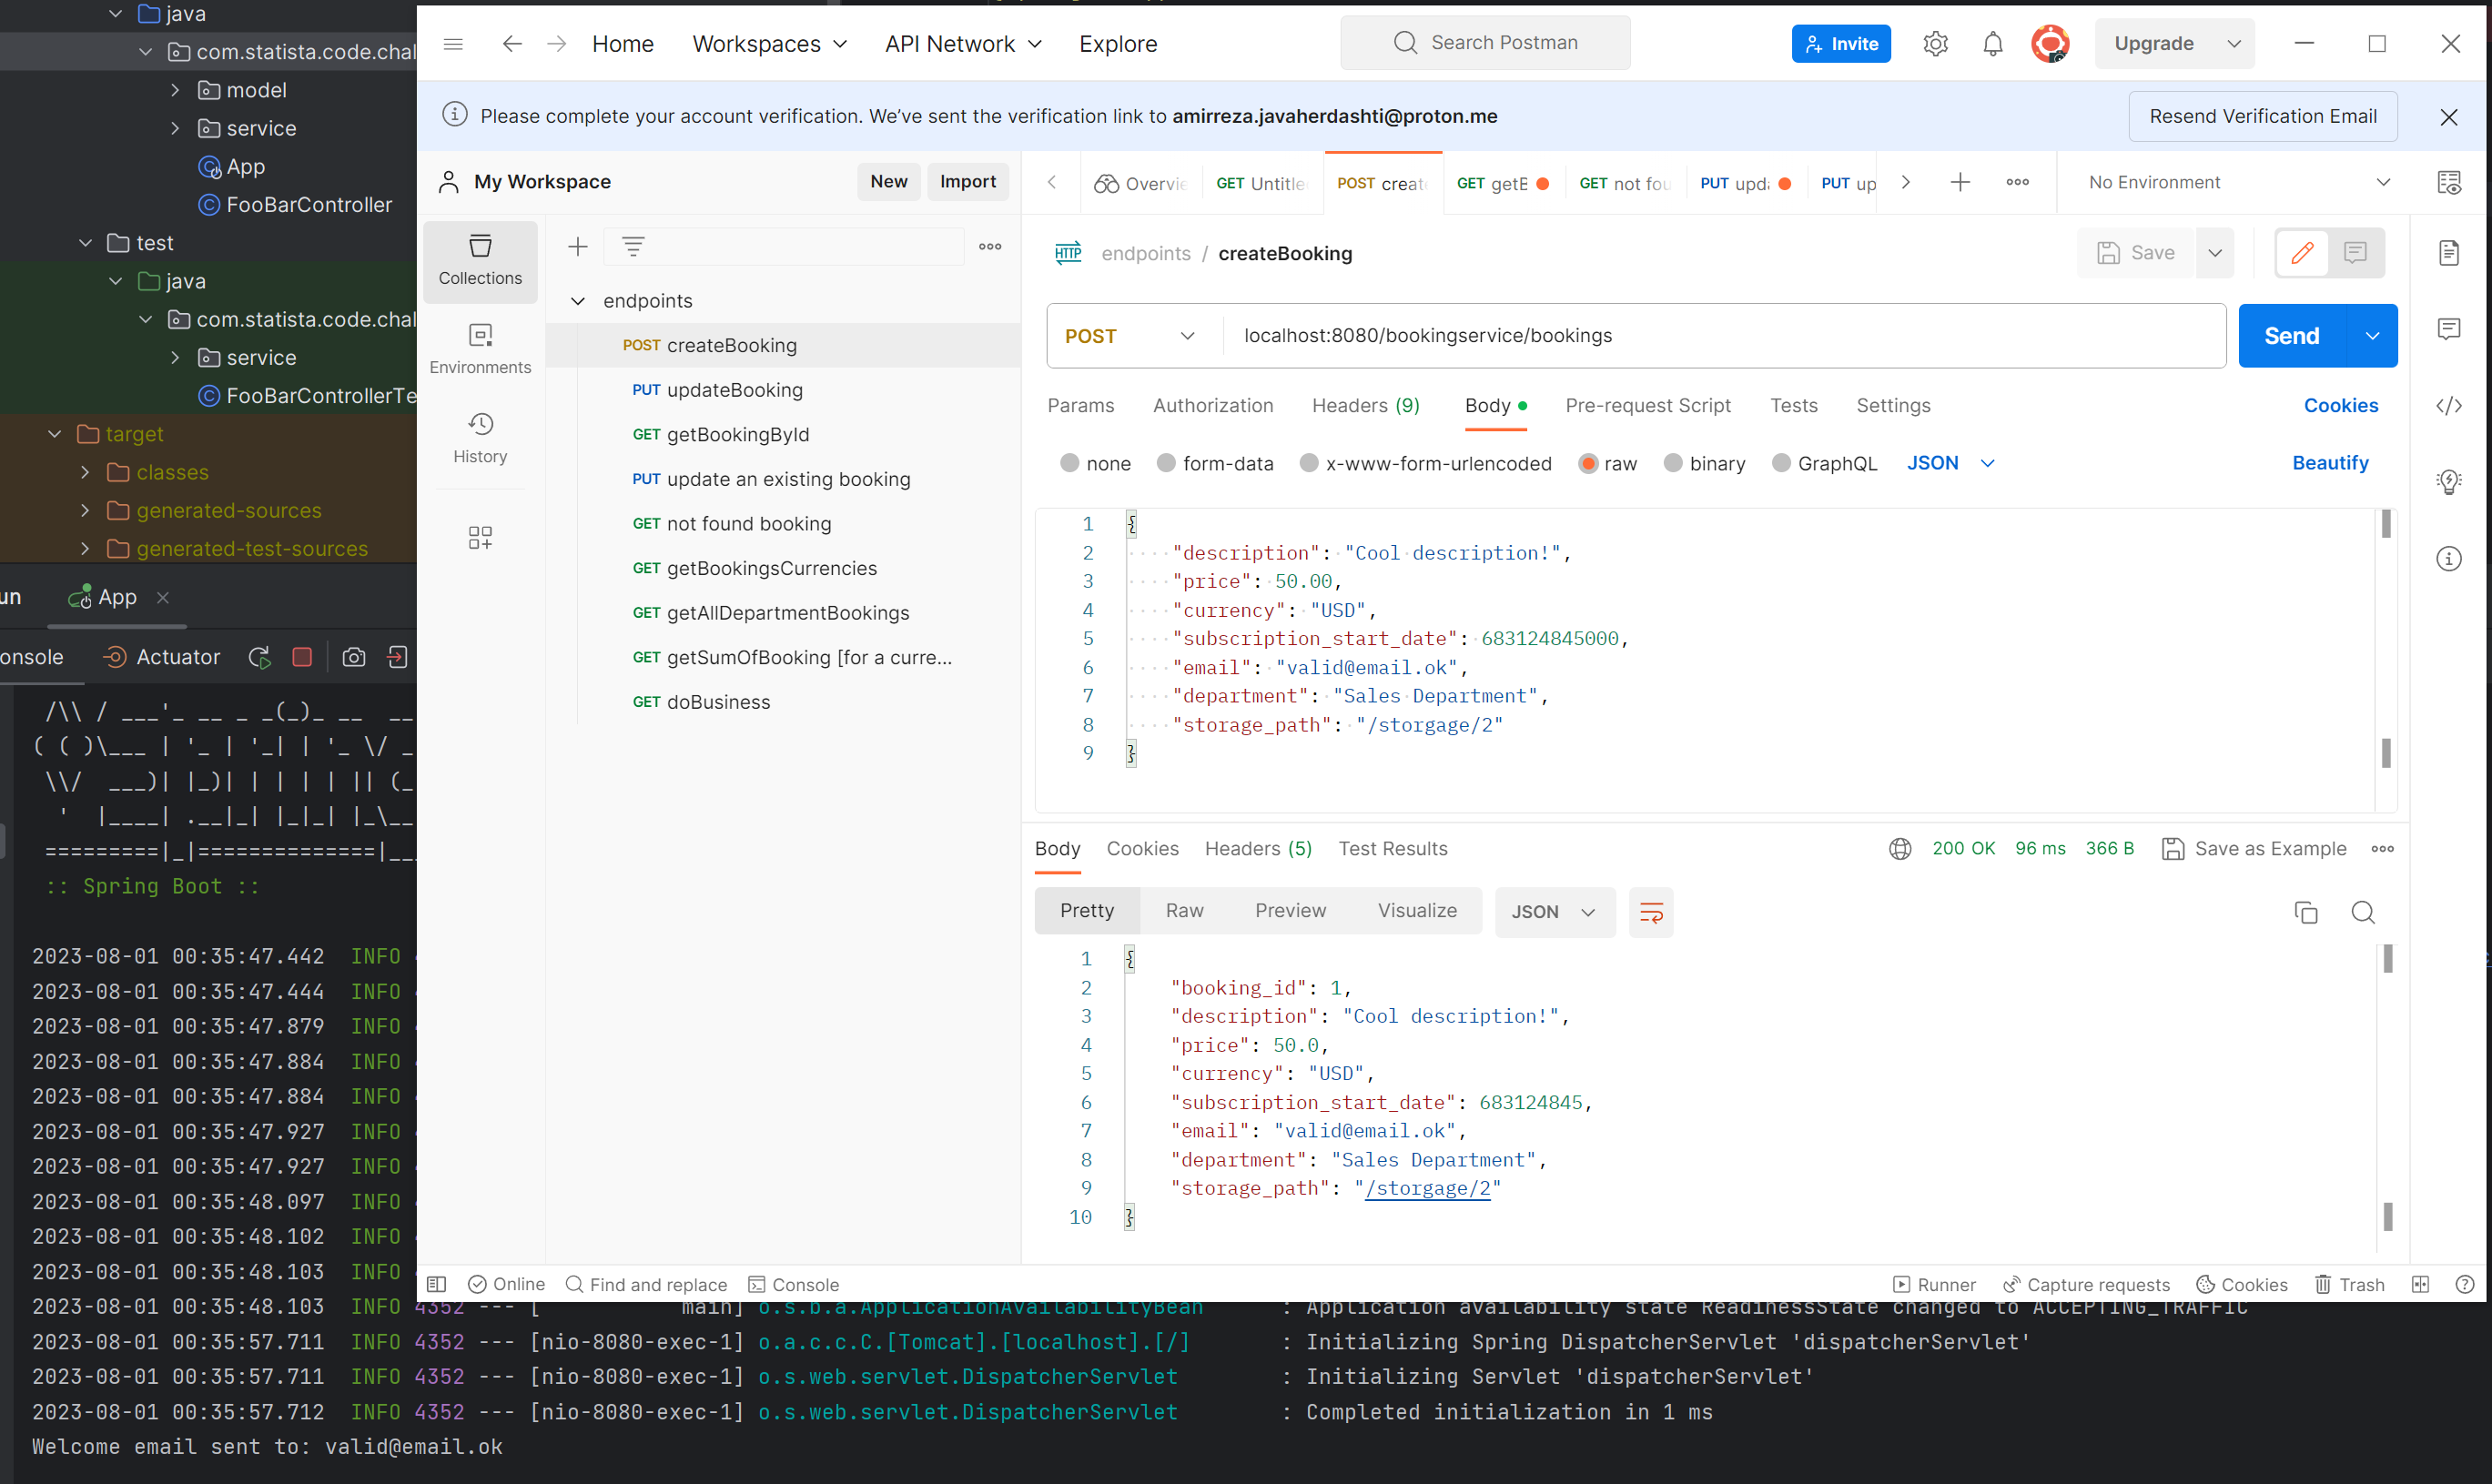 java
com.statista.code.chal
model
service
App
FooBarController
test
java
com.statista.code.chal
service
FooBarControllerTe
target
classes
generated-sources
generated-test-sources
un
App
onsole
Actuator
/\\ / ___'_ __ _ _(_)_ __  __
( ( )\___ | '_ | '_| | '_ \/ _
\\/  ___)| |_)| | | | | || (_
'  |____| .__|_| |_|_| |_\__
=========|_|==============|__
:: Spring Boot ::
2023-08-01 00:35:47.442  INFO
2023-08-01 00:35:47.444  INFO
2023-08-01 00:35:47.879  INFO
2023-08-01 00:35:47.884  INFO
2023-08-01 00:35:47.884  INFO
2023-08-01 00:35:47.927  INFO
2023-08-01 00:35:47.927  INFO
2023-08-01 00:35:48.097  INFO
2023-08-01 00:35:48.102  INFO
2023-08-01 00:35:48.103  INFO
2023-08-01 00:35:48.103  INFO 4352 --- [           main] o.s.b.a.ApplicationAvailabilityBean      : Application availability state ReadinessState changed to ACCEPTING_TRAFFIC
2023-08-01 00:35:57.711  INFO 4352 --- [nio-8080-exec-1] o.a.c.c.C.[Tomcat].[localhost].[/]       : Initializing Spring DispatcherServlet 'dispatcherServlet'
2023-08-01 00:35:57.711  INFO 4352 --- [nio-8080-exec-1] o.s.web.servlet.DispatcherServlet        : Initializing Servlet 'dispatcherServlet'
2023-08-01 00:35:57.712  INFO 4352 --- [nio-8080-exec-1] o.s.web.servlet.DispatcherServlet        : Completed initialization in 1 ms
Welcome email sent to: valid@email.ok
Home Workspaces API Network Explore Search Postman Invite Upgrade
Please complete your account verification. We've sent the verification link to amirreza.javaherdashti@proton.me Resend Verification Email
My Workspace New Import
Collections
Environments
History
endpoints
POST createBooking
PUT updateBooking
GET getBookingById
PUT update an existing booking
GET not found booking
GET getBookingsCurrencies
GET getAllDepartmentBookings
GET getSumOfBooking [for a curre...
GET doBusiness
Overvie GET Untitle POST creat GET getB GET not fou PUT upda PUT up No Environment
HTTP endpoints / createBooking Save
POST localhost:8080/bookingservice/bookings Send
Params Authorization Headers (9) Body Pre-request Script Tests Settings Cookies
none form-data x-www-form-urlencoded raw binary GraphQL JSON Beautify
1 {
2 "description": "Cool description!",
3 "price": 50.00,
4 "currency": "USD",
5 "subscription_start_date": 683124845000,
6 "email": "valid@email.ok",
7 "department": "Sales Department",
8 "storage_path": "/storgage/2"
9 }
Body Cookies Headers (5) Test Results 200 OK 96 ms 366 B Save as Example
Pretty Raw Preview Visualize JSON
1 {
2 "booking_id": 1,
3 "description": "Cool description!",
4 "price": 50.0,
5 "currency": "USD",
6 "subscription_start_date": 683124845,
7 "email": "valid@email.ok",
8 "department": "Sales Department",
9 "storage_path": "/storgage/2"
10 }
Online Find and replace Console Runner Capture requests Cookies Trash